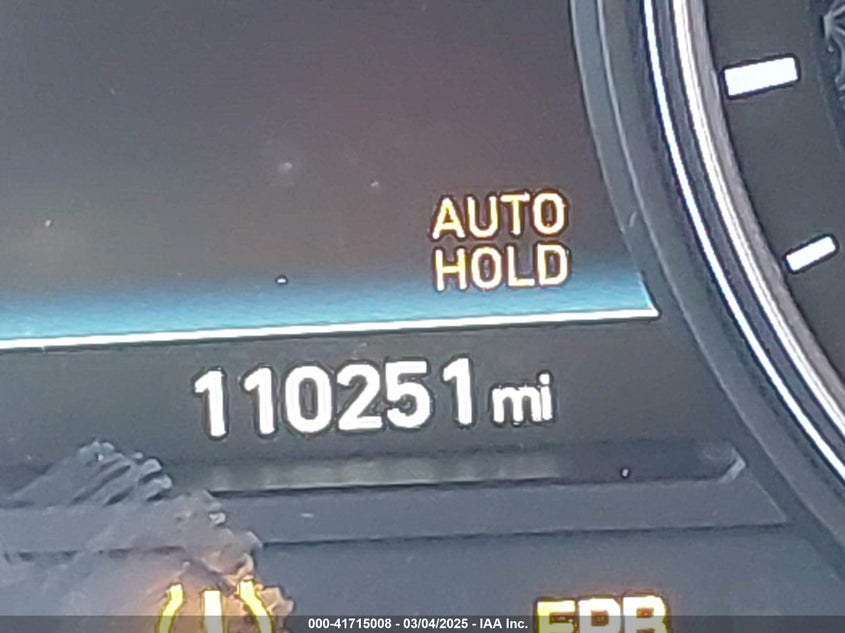 AUTO
HOLD
110251 mi
EPB
000-41715008 - 03/04/2025 - IAA Inc.